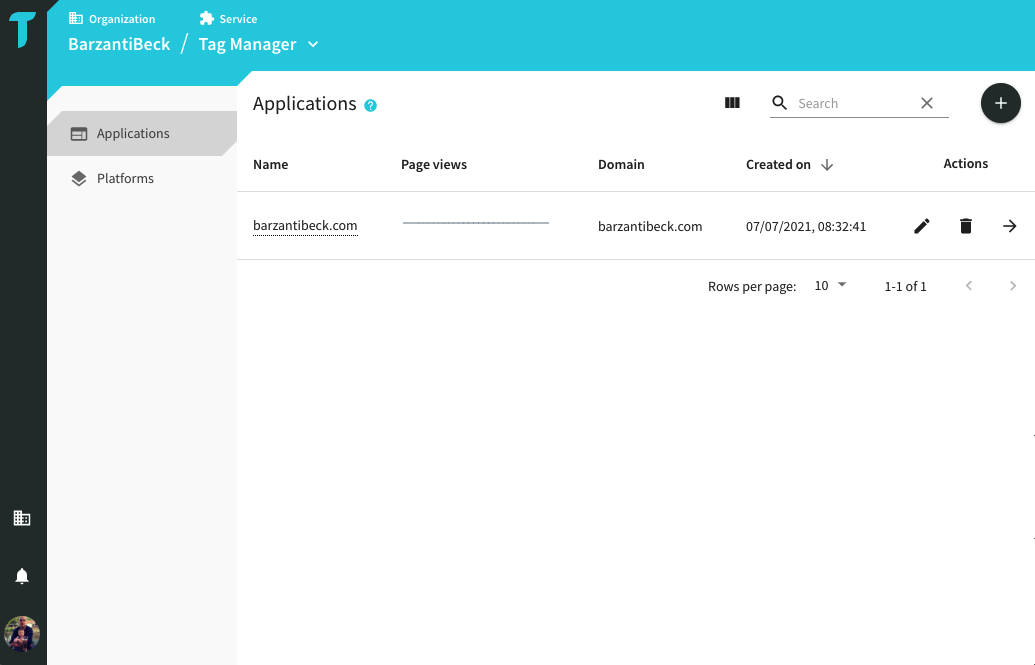 Organization Service
BarzantiBeck / Tag Manager
Applications ?
Search
Applications
Platforms
Name Page views Domain Created on Actions
barzantibeck.com barzantibeck.com 07/07/2021, 08:32:41
Rows per page: 10 1-1 of 1